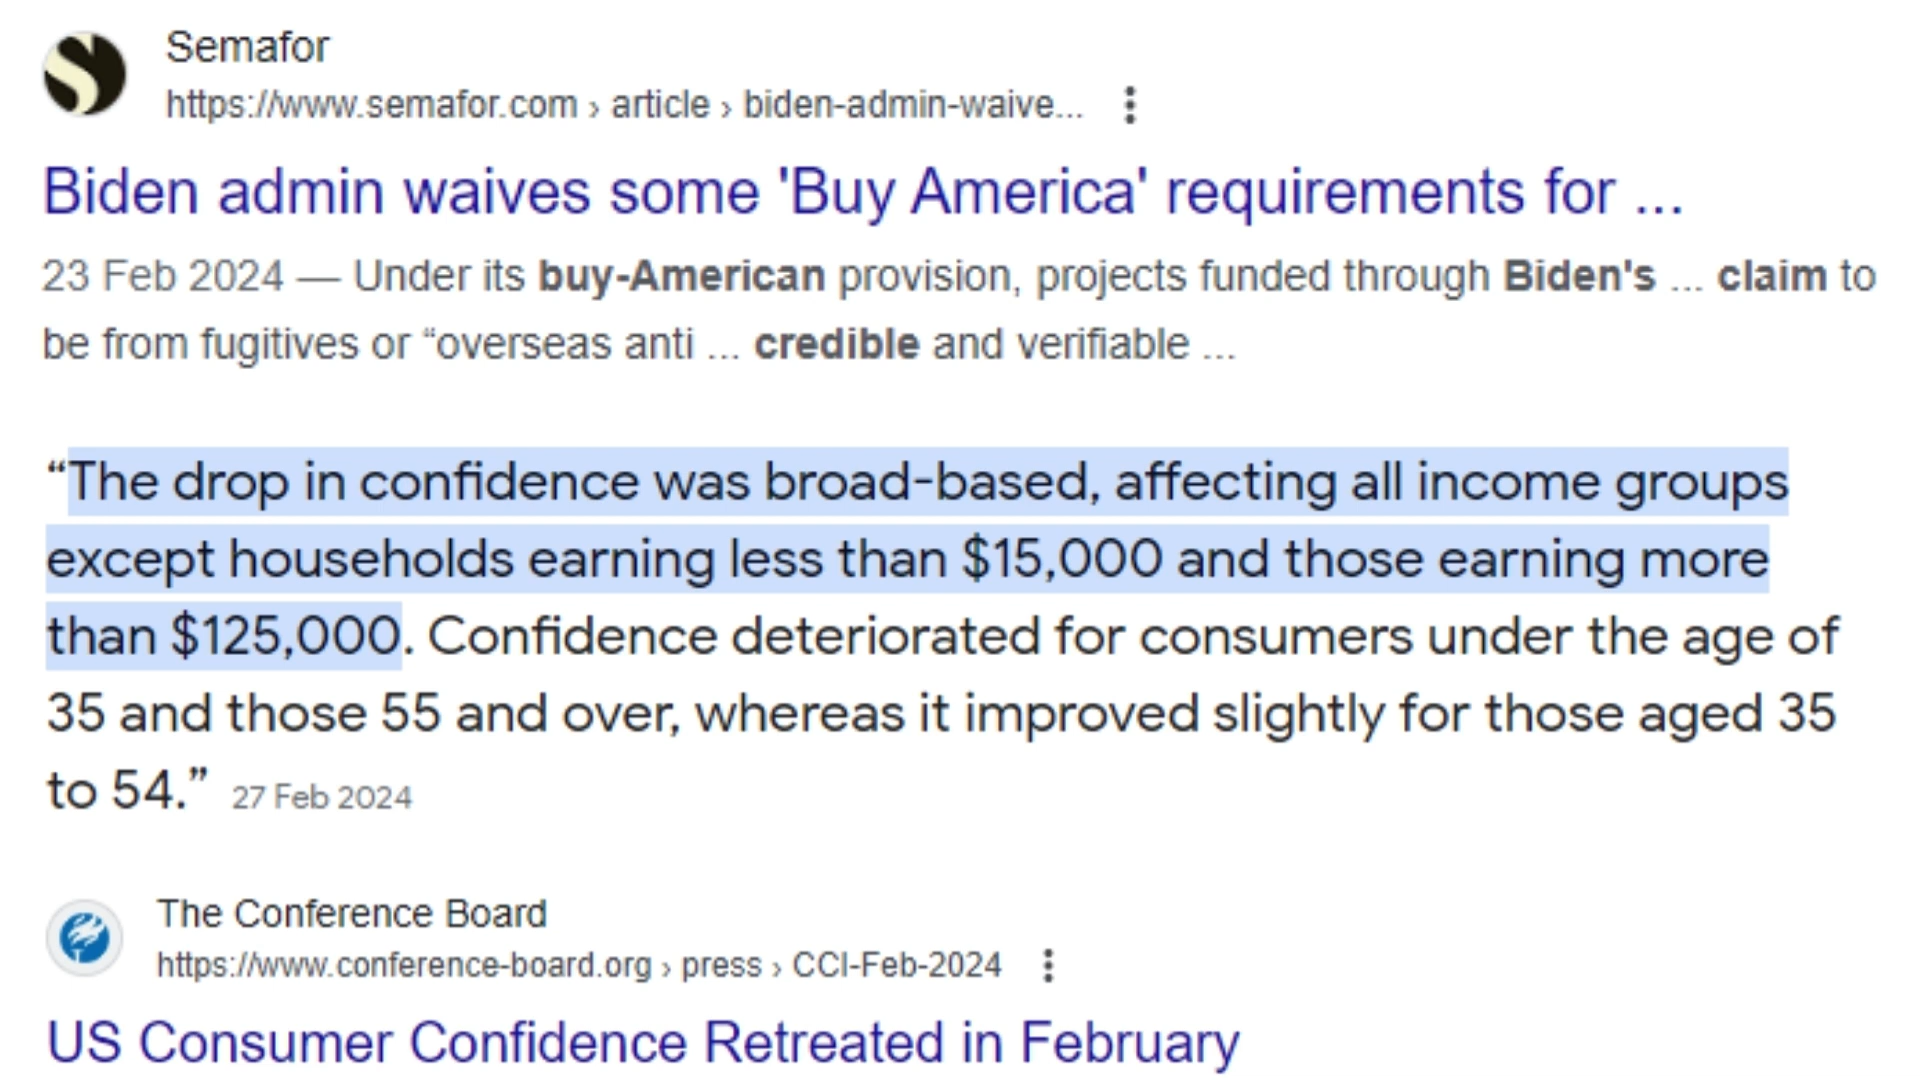 Semafor
https://www.semafor.com › article › biden-admin-waive...
Biden admin waives some 'Buy America' requirements for ...
23 Feb 2024 — Under its buy-American provision, projects funded through Biden's ... claim to
be from fugitives or “overseas anti ... credible and verifiable ...
“The drop in confidence was broad-based, affecting all income groups
except households earning less than $15,000 and those earning more
than $125,000. Confidence deteriorated for consumers under the age of
35 and those 55 and over, whereas it improved slightly for those aged 35
to 54.” 27 Feb 2024
The Conference Board
https://www.conference-board.org › press › CCI-Feb-2024
US Consumer Confidence Retreated in February